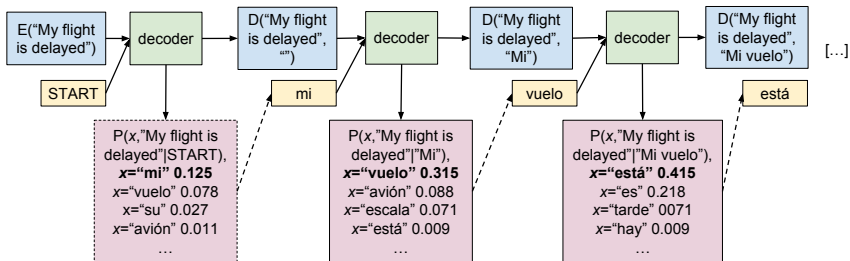 E(“My flight
is delayed”)
decoder
D(“My flight
is delayed”,
“”)
decoder
D(“My flight
is delayed”,
“Mi”)
decoder
D(“My flight
is delayed”,
“Mi vuelo”)
[…]
START
mi
vuelo
está
P(x,”My flight is
delayed”|START),
x=“mi” 0.125
x=“vuelo” 0.078
x=“su” 0.027
x=“avión” 0.011
…
P(x,”My flight is
delayed”|”Mi”),
x=“vuelo” 0.315
x=“avión” 0.088
x=“escala” 0.071
x=“está” 0.009
…
P(x,”My flight is
delayed”|”Mi vuelo”),
x=“está” 0.415
x=“es” 0.218
x=“tarde” 0071
x=“hay” 0.009
…